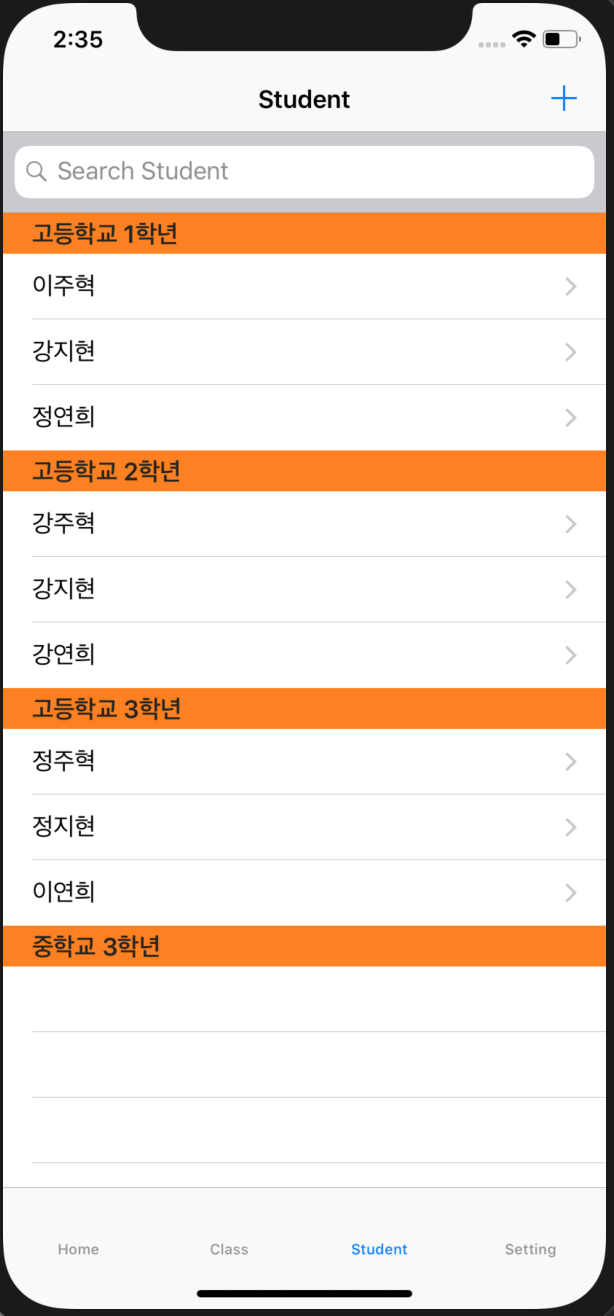 2:35
Student
Search Student
고등학교 1학년
이주혁
강지현
정연희
고등학교 2학년
강주혁
강지현
강연희
고등학교 3학년
정주혁
정지현
이연희
중학교 3학년
Home Class Student Setting